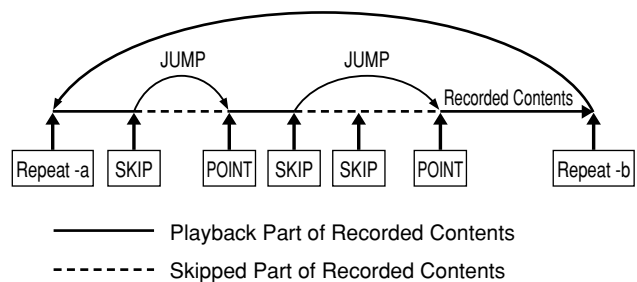 JUMP JUMP
Recorded Contents
Repeat -a SKIP POINT SKIP SKIP POINT Repeat -b
Playback Part of Recorded Contents
Skipped Part of Recorded Contents